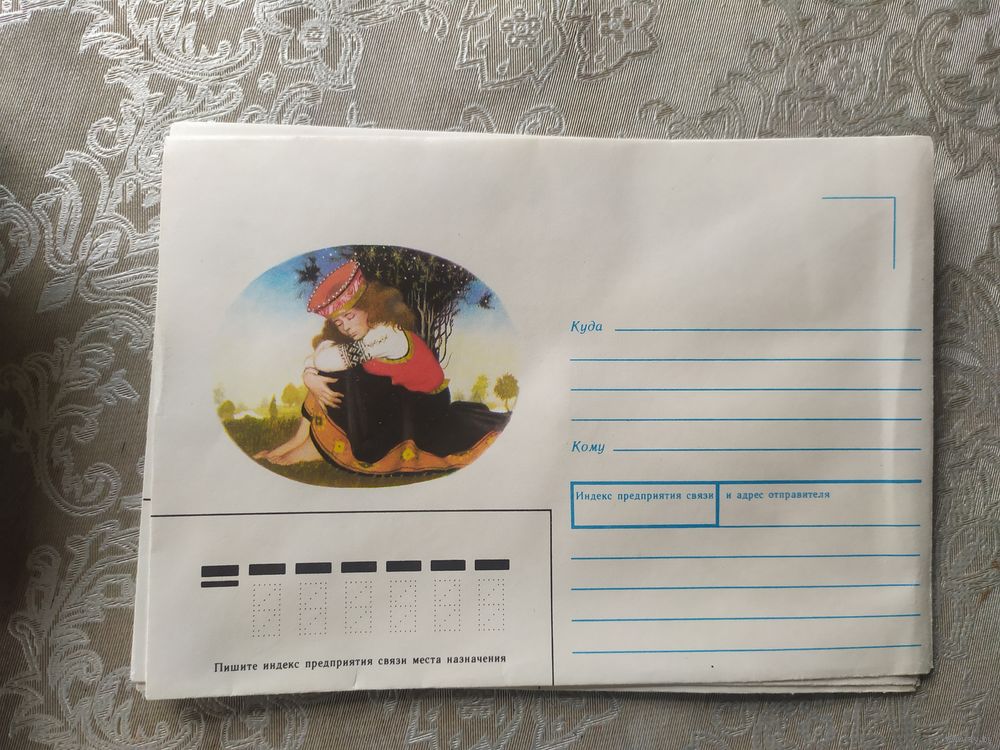 Куда
Кому
Индекс предприятия связи и адрес отправителя
Пишите индекс предприятия связи места назначения